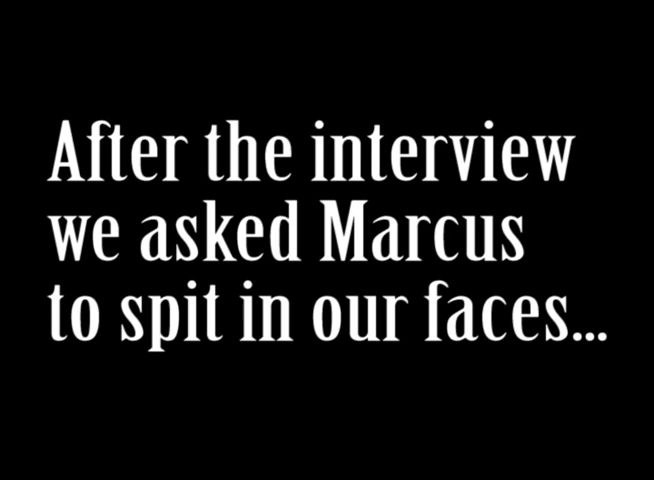 After the interview
we asked Marcus
to spit in our faces...